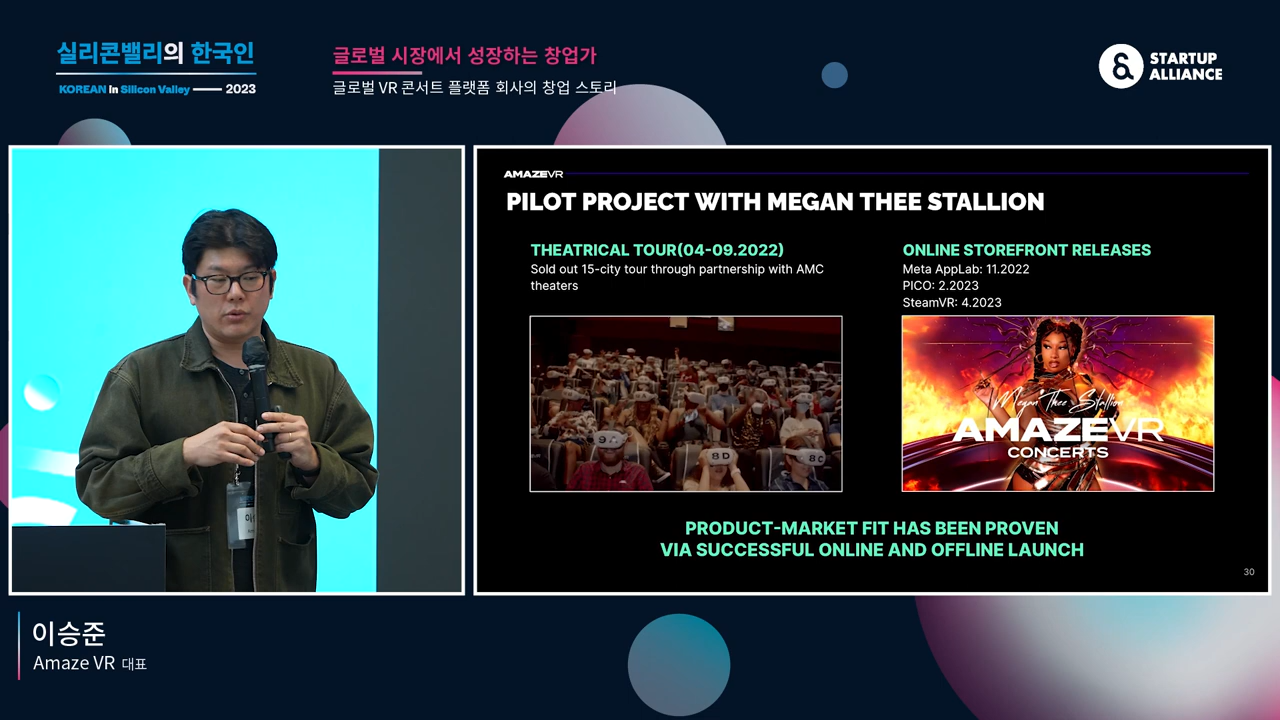 실리콘밸리의 한국인
KOREAN in Silicon Valley 2023
글로벌 시장에서 성장하는 창업가
글로벌 VR 콘서트 플랫폼 회사의 창업 스토리
STARTUP
ALLIANCE
AMAZEVR
PILOT PROJECT WITH MEGAN THEE STALLION
THEATRICAL TOUR(04-09.2022)
Sold out 15-city tour through partnership with AMC
theaters
ONLINE STOREFRONT RELEASES
Meta AppLab: 11.2022
PICO: 2.2023
SteamVR: 4.2023
8D
8C
Megan Thee Stallion
AMAZEVR
CONCERTS
PRODUCT-MARKET FIT HAS BEEN PROVEN
VIA SUCCESSFUL ONLINE AND OFFLINE LAUNCH
30
이승준
Amaze VR 대표